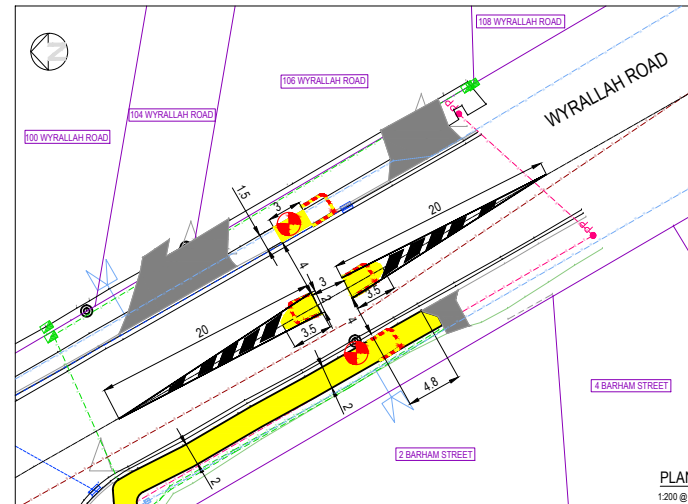 108 WYRALLAH ROAD
106 WYRALLAH ROAD
104 WYRALLAH ROAD
100 WYRALLAH ROAD
WYRALLAH ROAD
PP
N
1.5
3
20
4
3
2
3.5
3.5
20
4
PP
4.8
2
2
4 BARHAM STREET
2 BARHAM STREET
PLAN
1:200 @